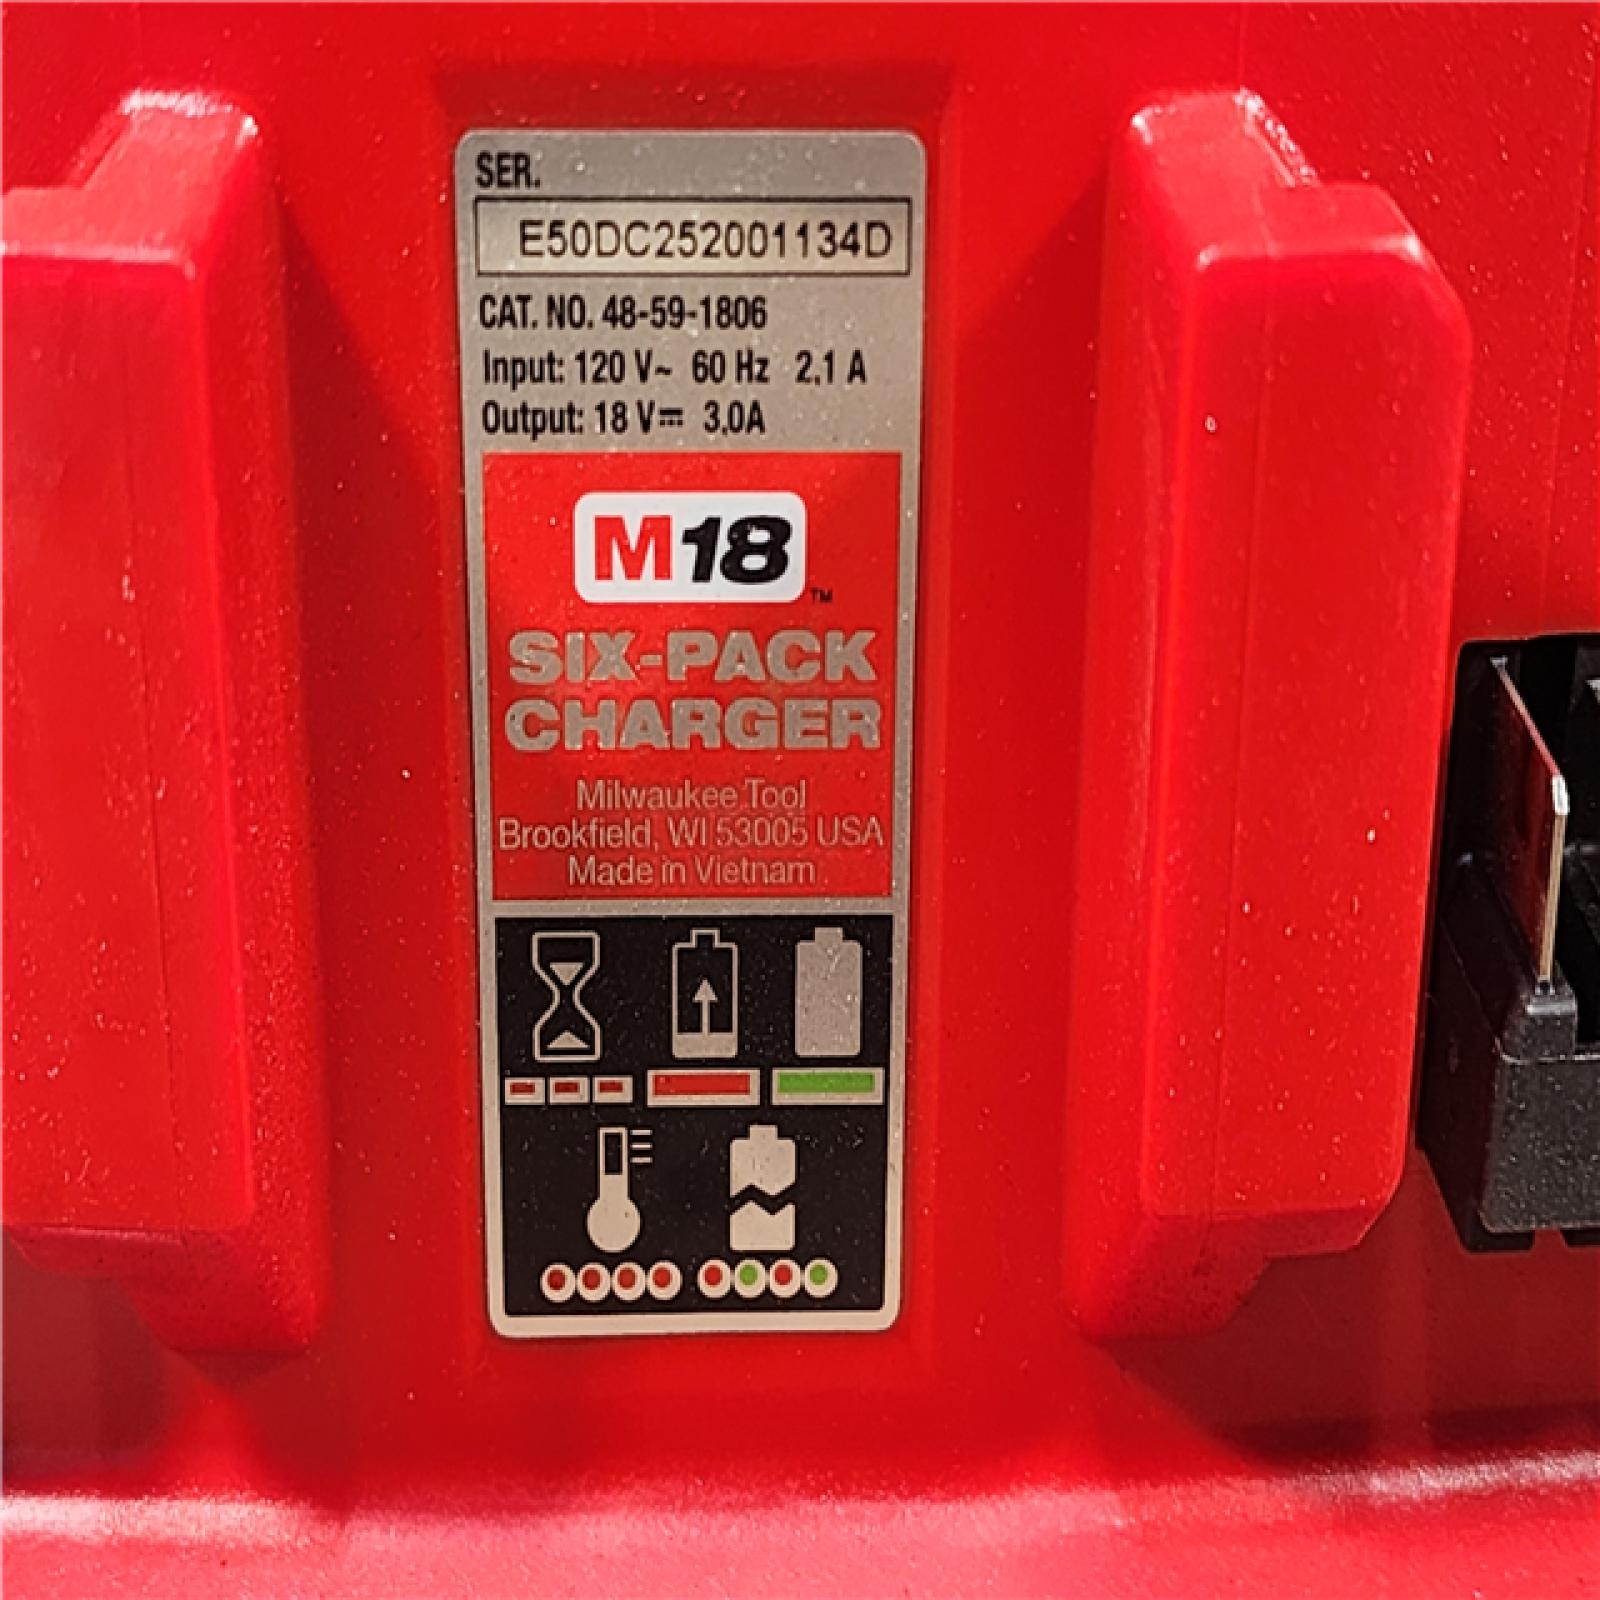 SER.
E50DC252001134D
CAT. NO. 48-59-1806
Input: 120 V~ 60 Hz 2.1 A
Output: 18 V⎓ 3.0A
M18™
SIX-PACK
CHARGER
Milwaukee Tool
Brookfield, WI 53005 USA
Made in Vietnam